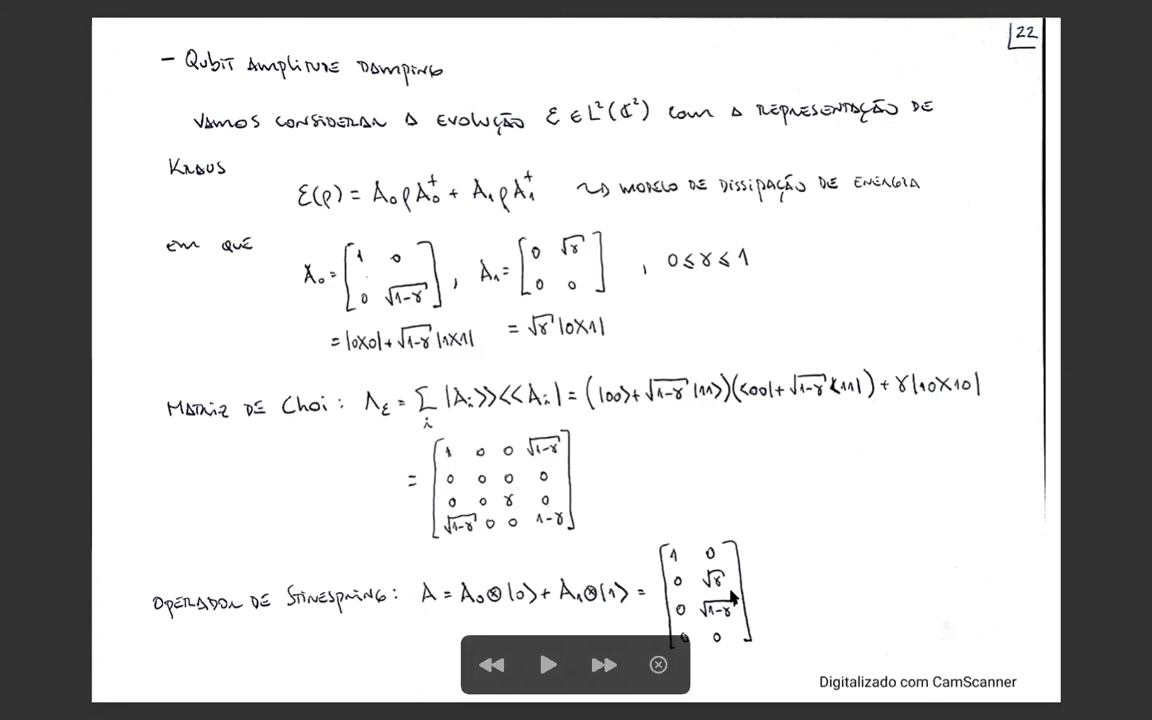 22
- Qubit Amplitude Damping
Vamos considerar a evolução ℰ ∈ L²(ℂ²) com a representação de
Kraus
ℰ(ρ) = A₀ρA₀† + A₁ρA₁† ⇝ modelo de dissipação de energia
em que
A₀ = [1 0; 0 √(1-γ)], A₁ = [0 √γ; 0 0], 0 ≤ γ ≤ 1
= |0⟩⟨0| + √(1-γ) |1⟩⟨1| = √γ |0⟩⟨1|
Matriz de Choi: Λ_ℰ = ∑_i |A_i⟩⟩⟨⟨A_i| = (|00⟩ + √(1-γ) |11⟩)(⟨00| + √(1-γ) ⟨11|) + γ|10⟩⟨10|
= [1 0 0 √(1-γ); 0 0 0 0; 0 0 γ 0; √(1-γ) 0 0 1-γ]
Operador de Stinespring: A = A₀⊗|0⟩ + A₁⊗|1⟩ = [1 0; 0 √γ; 0 √(1-γ); 0 0]
Digitalizado com CamScanner